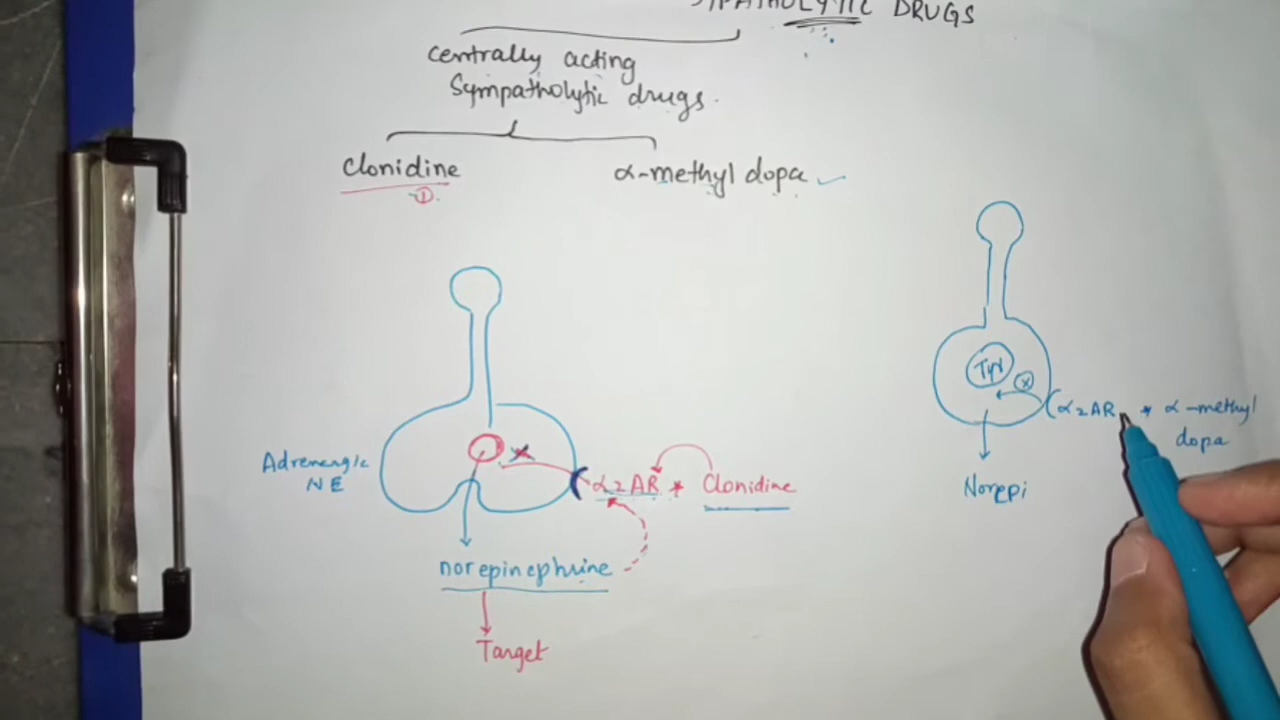 DRUGS
centrally acting
Sympatholytic drugs.
Clonidine
①.
α-methyl dopa
Tyr
x
α2AR * α-methyl
dopa
Norepi
Adrenergic
NE
x
α2AR * Clonidine
norepinephrine
Target